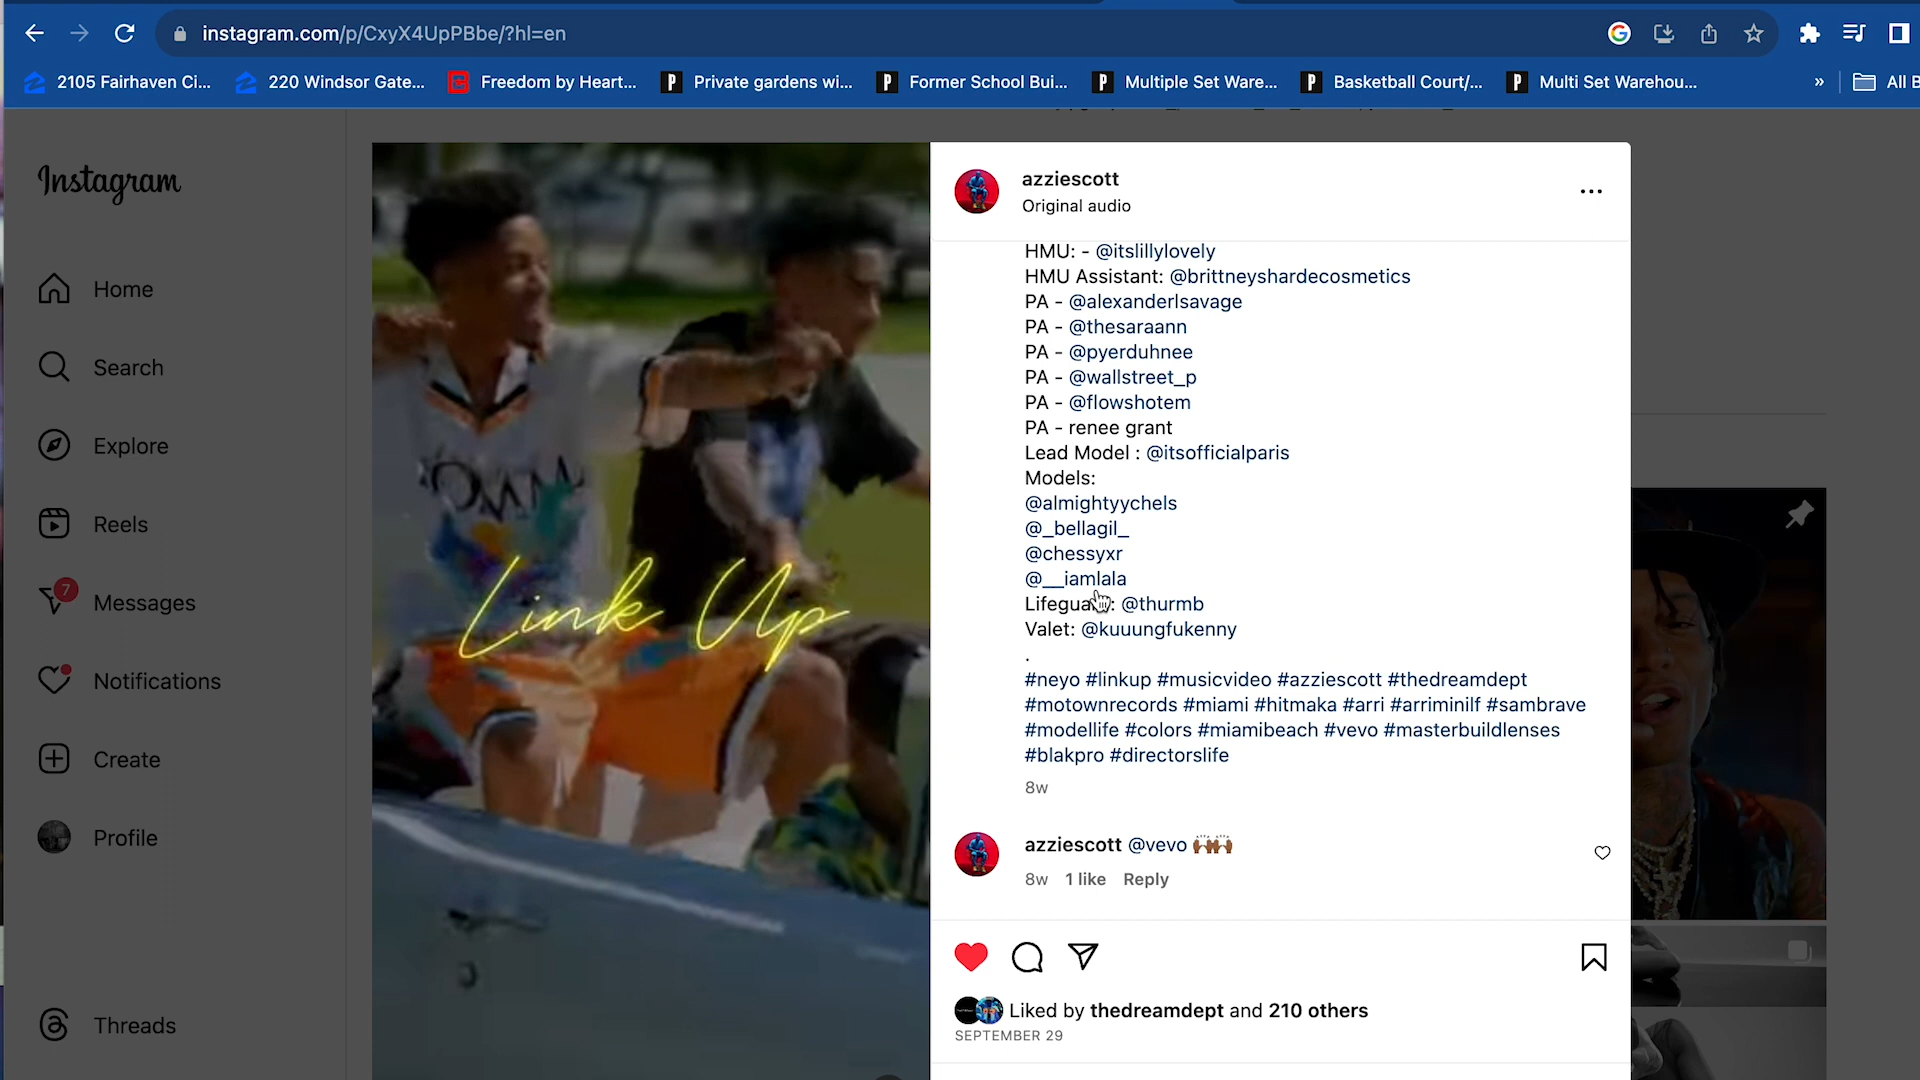 instagram.com/p/CxyX4UpPBbe/?hl=en
2105 Fairhaven Ci...
220 Windsor Gate...
Freedom by Heart...
Private gardens wi...
Former School Bui...
Multiple Set Ware...
Basketball Court/...
Multi Set Warehou...
»
All B
Instagram
Home
Search
Explore
Reels
7
Messages
Notifications
Create
Profile
Threads
Link Up
azziescott
Original audio
HMU: - @itslillylovely
HMU Assistant: @brittneyshardecosmetics
PA - @alexanderlsavage
PA - @thesaraann
PA - @pyerduhnee
PA - @wallstreet_p
PA - @flowshotem
PA - renee grant
Lead Model : @itsofficialparis
Models:
@almightyychels
@_bellagil_
@chessyxr
@__iamlala
@thurmb
Valet: @kuuungfukenny
.
#neyo #linkup #musicvideo #azziescott #thedreamdept
#motownrecords #miami #hitmaka #arri #arriminilf #sambrave
#modellife #colors #miamibeach #vevo #masterbuildlenses
#blakpro #directorslife
8w
azziescott @vevo 🙌🏾🙌🏾
8w 1 like Reply
Liked by thedreamdept and 210 others
SEPTEMBER 29